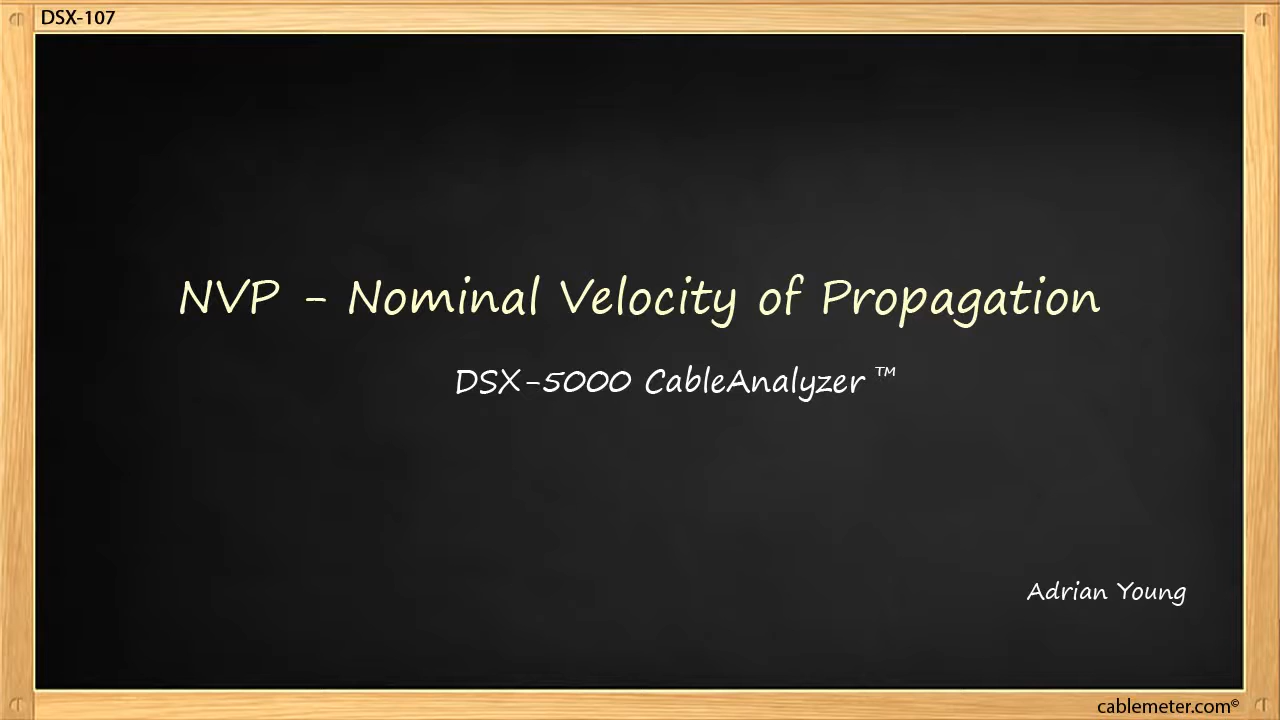 DSX-107
NVP - Nominal Velocity of Propagation
DSX-5000 CableAnalyzer™
Adrian Young
cablemeter.com©